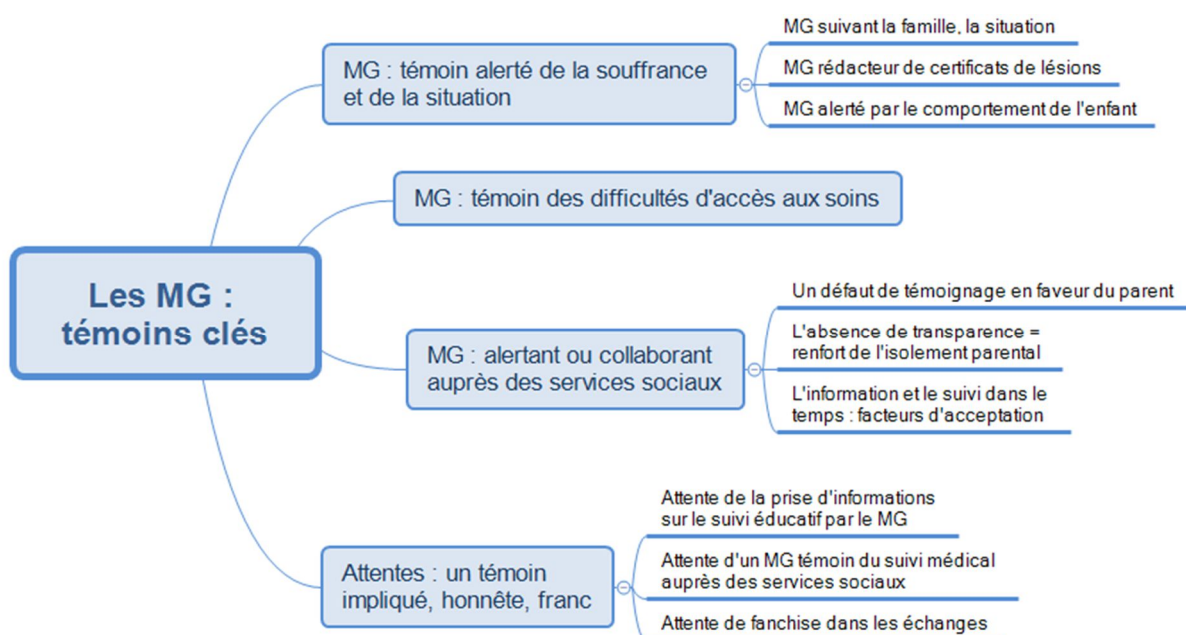 Les MG :
témoins clés
MG : témoin alerté de la souffrance
et de la situation
MG suivant la famille, la situation
MG rédacteur de certificats de lésions
MG alerté par le comportement de l'enfant
MG : témoin des difficultés d'accès aux soins
MG : alertant ou collaborant
auprès des services sociaux
Un défaut de témoignage en faveur du parent
L'absence de transparence =
renfort de l'isolement parental
L'information et le suivi dans le
temps : facteurs d'acceptation
Attentes : un témoin
impliqué, honnête, franc
Attente de la prise d'informations
sur le suivi éducatif par le MG
Attente d'un MG témoin du suivi médical
auprès des services sociaux
Attente de fanchise dans les échanges